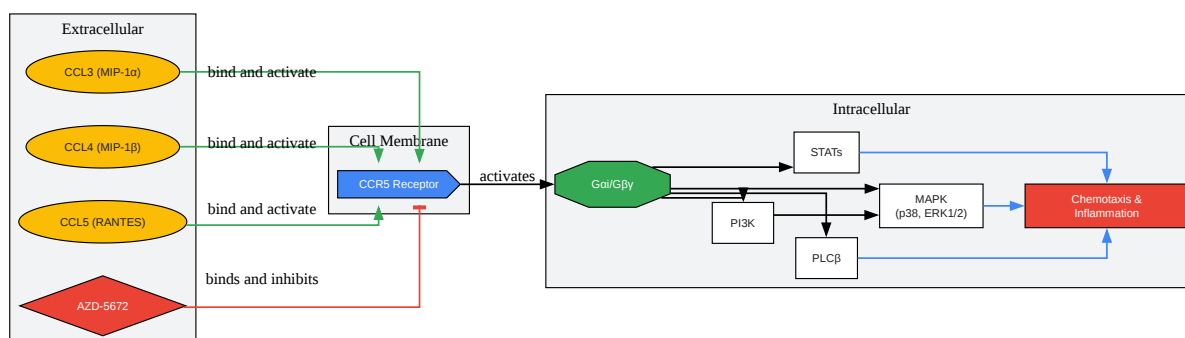 Extracellular
CCL3 (MIP-1α)
bind and activate
CCL4 (MIP-1β)
bind and activate
CCL5 (RANTES)
bind and activate
AZD-5672
binds and inhibits
Cell Membrane
CCR5 Receptor
activates
Intracellular
Gαi/Gβγ
STATs
PI3K
PLCβ
MAPK
(p38, ERK1/2)
Chemotaxis &
Inflammation